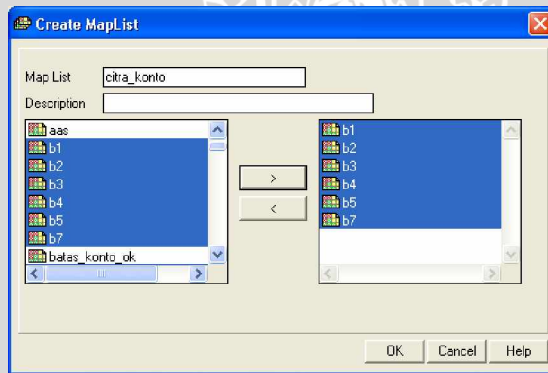 Create MapList
Map List citra_konto
Description
aas
b1
b2
b3
b4
b5
b7
batas_konto_ok
>
<
b1
b2
b3
b4
b5
b7
OK Cancel Help